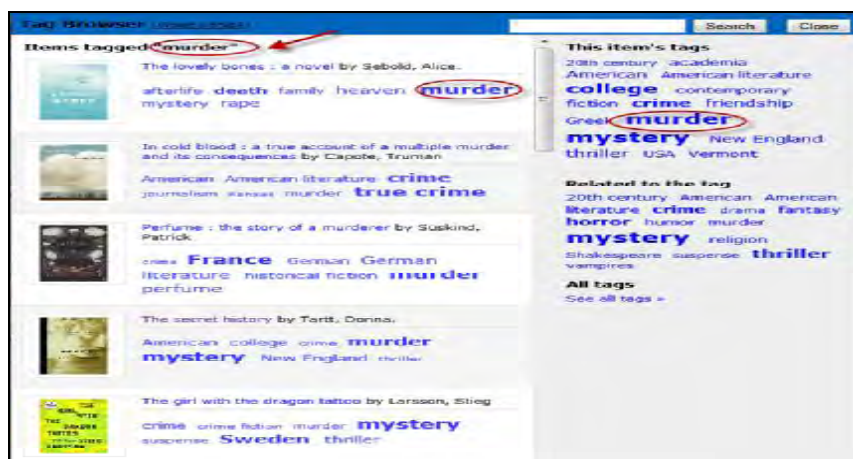 Tag Browser
Search
Close
Items tagged "murder"
The lovely bones : a novel by Sebold, Alice.
afterlife death family heaven murder
mystery rape
In cold blood : a true account of a multiple murder
and its consequences by Capote, Truman
American American literature crime
journalism Kansas murder true crime
Perfume : the story of a murderer by Suskind,
Patrick
crime France German German
literature historical fiction murder
perfume
The secret history by Tartt, Donna.
American college crime murder
mystery New England thriller
The girl with the dragon tattoo by Larsson, Stieg
crime crime fiction murder mystery
suspense Sweden thriller
This item's tags
20th century academia
American American literature
college contemporary
fiction crime friendship
Greek murder
mystery New England
thriller USA Vermont
Related to the tag
20th century American American
literature crime drama fantasy
horror humor murder
mystery religion
Shakespeare suspense thriller
vampires
All tags
See all tags »